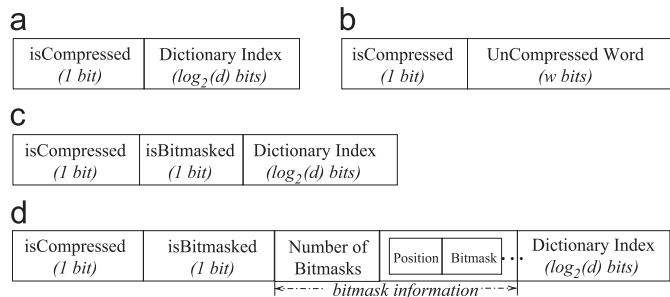 a
isCompressed Dictionary Index
(1 bit) (log2(d) bits)
b
isCompressed UnCompressed Word
(1 bit) (w bits)
c
isCompressed isBitmasked Dictionary Index
(1 bit) (1 bit) (log2(d) bits)
d
isCompressed isBitmasked Number of Bitmasks Position Bitmask ••• Dictionary Index
(1 bit) (1 bit) (log2(d) bits)
bitmask information